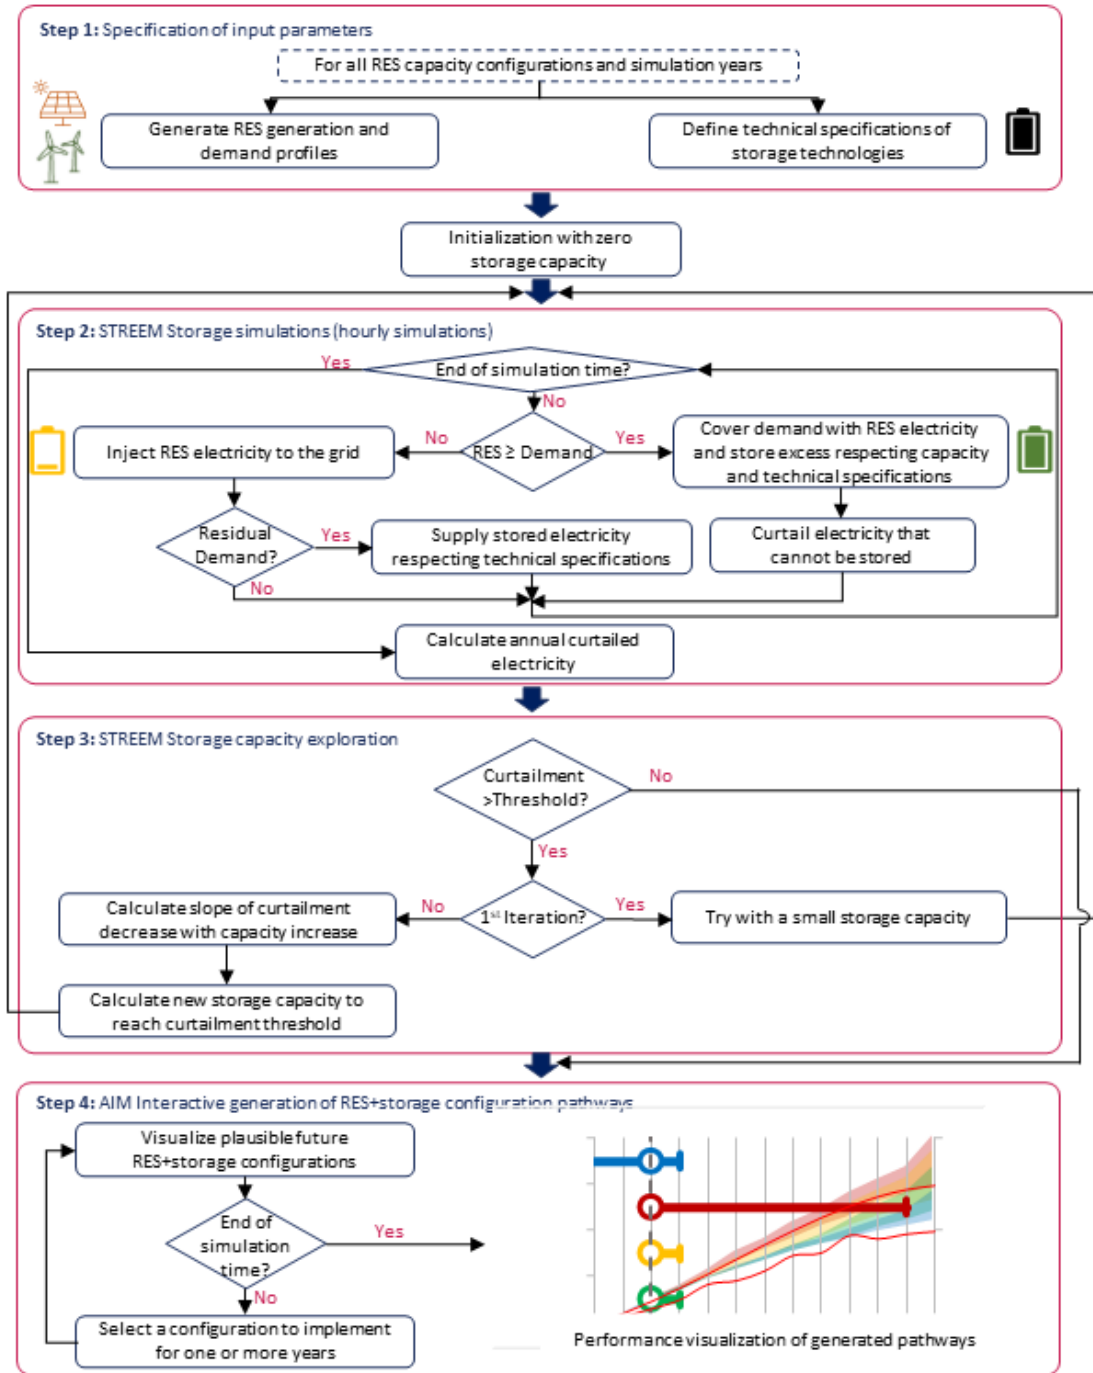 Step 1: Specification of input parameters
For all RES capacity configurations and simulation years
Generate RES generation and
demand profiles
Define technical specifications of
storage technologies
Initialization with zero
storage capacity
Step 2: STREEM Storage simulations (hourly simulations)
Yes
End of simulation time?
No
Inject RES electricity to the grid
No
RES ≥ Demand
Yes
Cover demand with RES electricity
and store excess respecting capacity
and technical specifications
Residual
Demand?
Yes
Supply stored electricity
respecting technical specifications
Curtail electricity that
cannot be stored
No
Calculate annual curtailed
electricity
Step 3: STREEM Storage capacity exploration
Curtailment
>Threshold?
No
Yes
Calculate slope of curtailment
decrease with capacity increase
No
1st Iteration?
Yes
Try with a small storage capacity
Calculate new storage capacity to
reach curtailment threshold
Step 4: AIM Interactive generation of RES+storage configuration pathways
Visualize plausible future
RES+storage configurations
End of
simulation
time?
Yes
No
Select a configuration to implement
for one or more years
Performance visualization of generated pathways